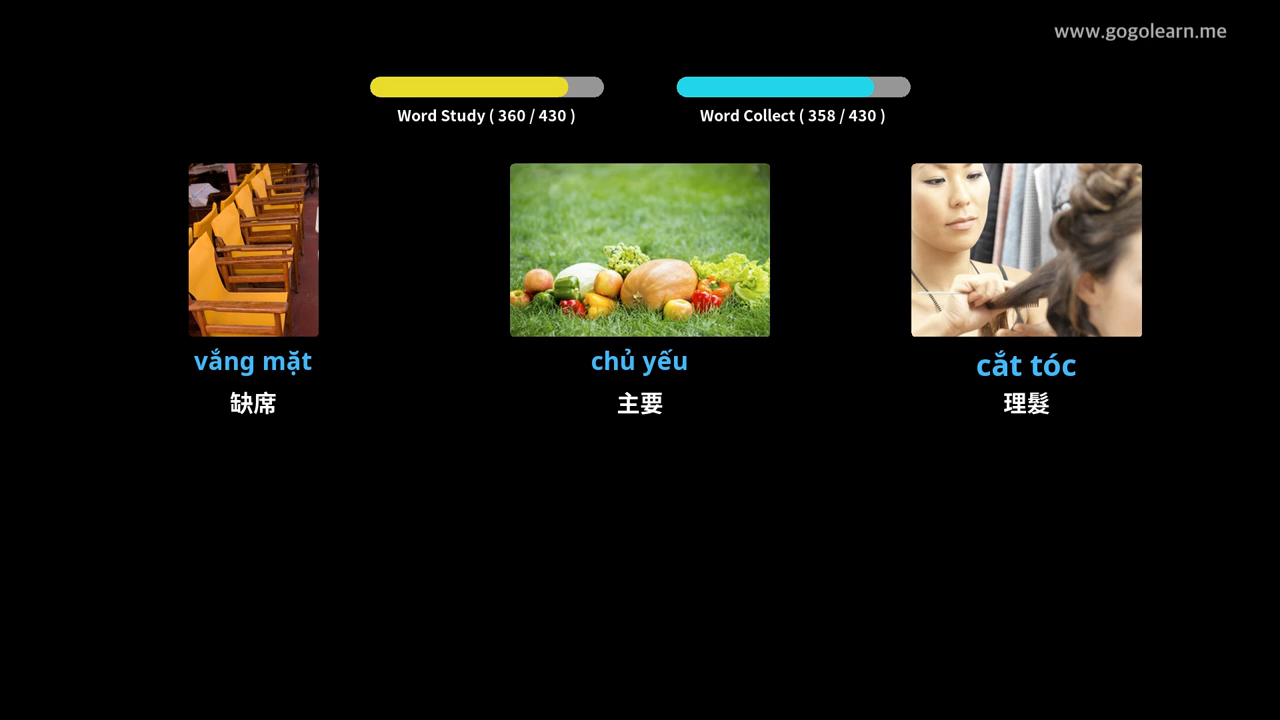 www.gogolearn.me
Word Study ( 360 / 430 )
Word Collect ( 358 / 430 )
vắng mặt
chủ yếu
cắt tóc
缺席
主要
理髮